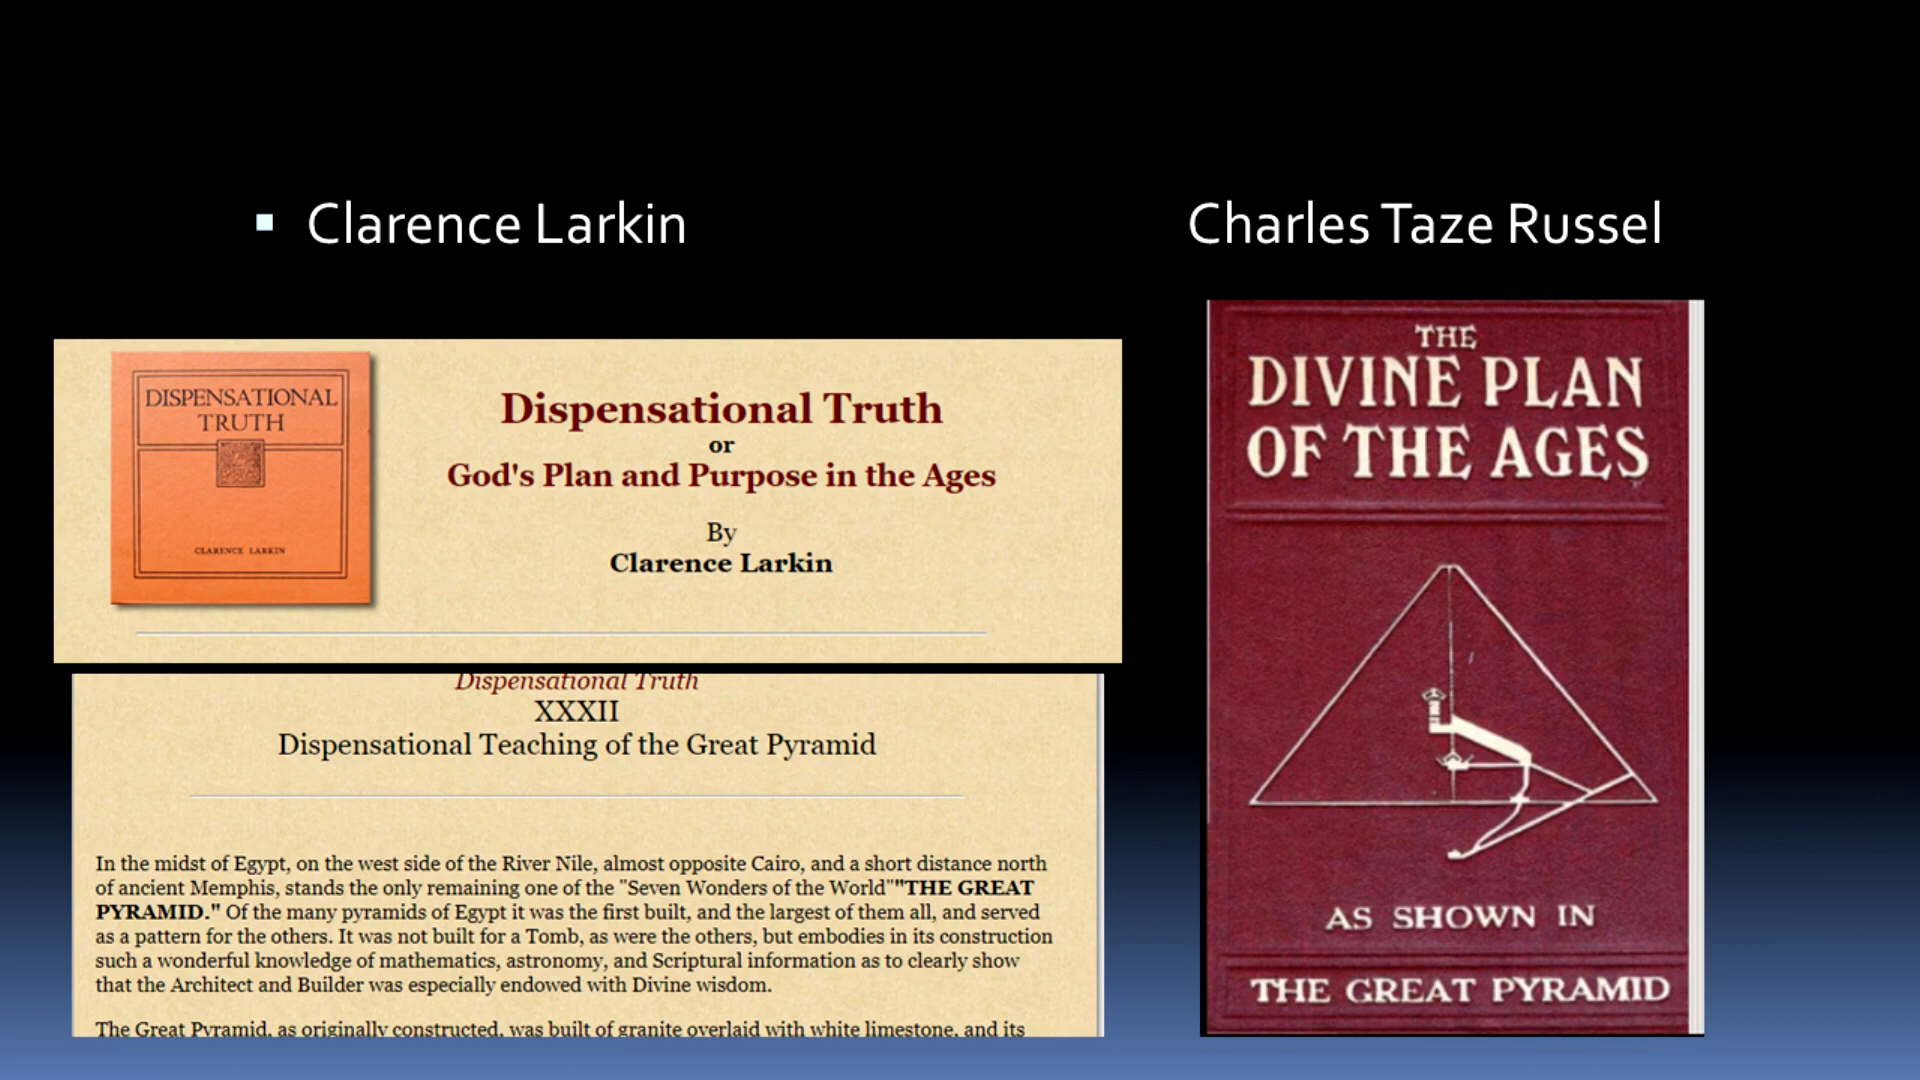 Clarence Larkin
Charles Taze Russel
DISPENSATIONAL
TRUTH
CLARENCE LARKIN
Dispensational Truth
or
God's Plan and Purpose in the Ages
By
Clarence Larkin
Dispensational Truth
XXXII
Dispensational Teaching of the Great Pyramid
In the midst of Egypt, on the west side of the River Nile, almost opposite Cairo, and a short distance north
of ancient Memphis, stands the only remaining one of the "Seven Wonders of the World""THE GREAT
PYRAMID." Of the many pyramids of Egypt it was the first built, and the largest of them all, and served
as a pattern for the others. It was not built for a Tomb, as were the others, but embodies in its construction
such a wonderful knowledge of mathematics, astronomy, and Scriptural information as to clearly show
that the Architect and Builder was especially endowed with Divine wisdom.
The Great Pyramid, as originally constructed, was built of granite overlaid with white limestone, and its
THE
DIVINE PLAN
OF THE AGES
AS SHOWN IN
THE GREAT PYRAMID